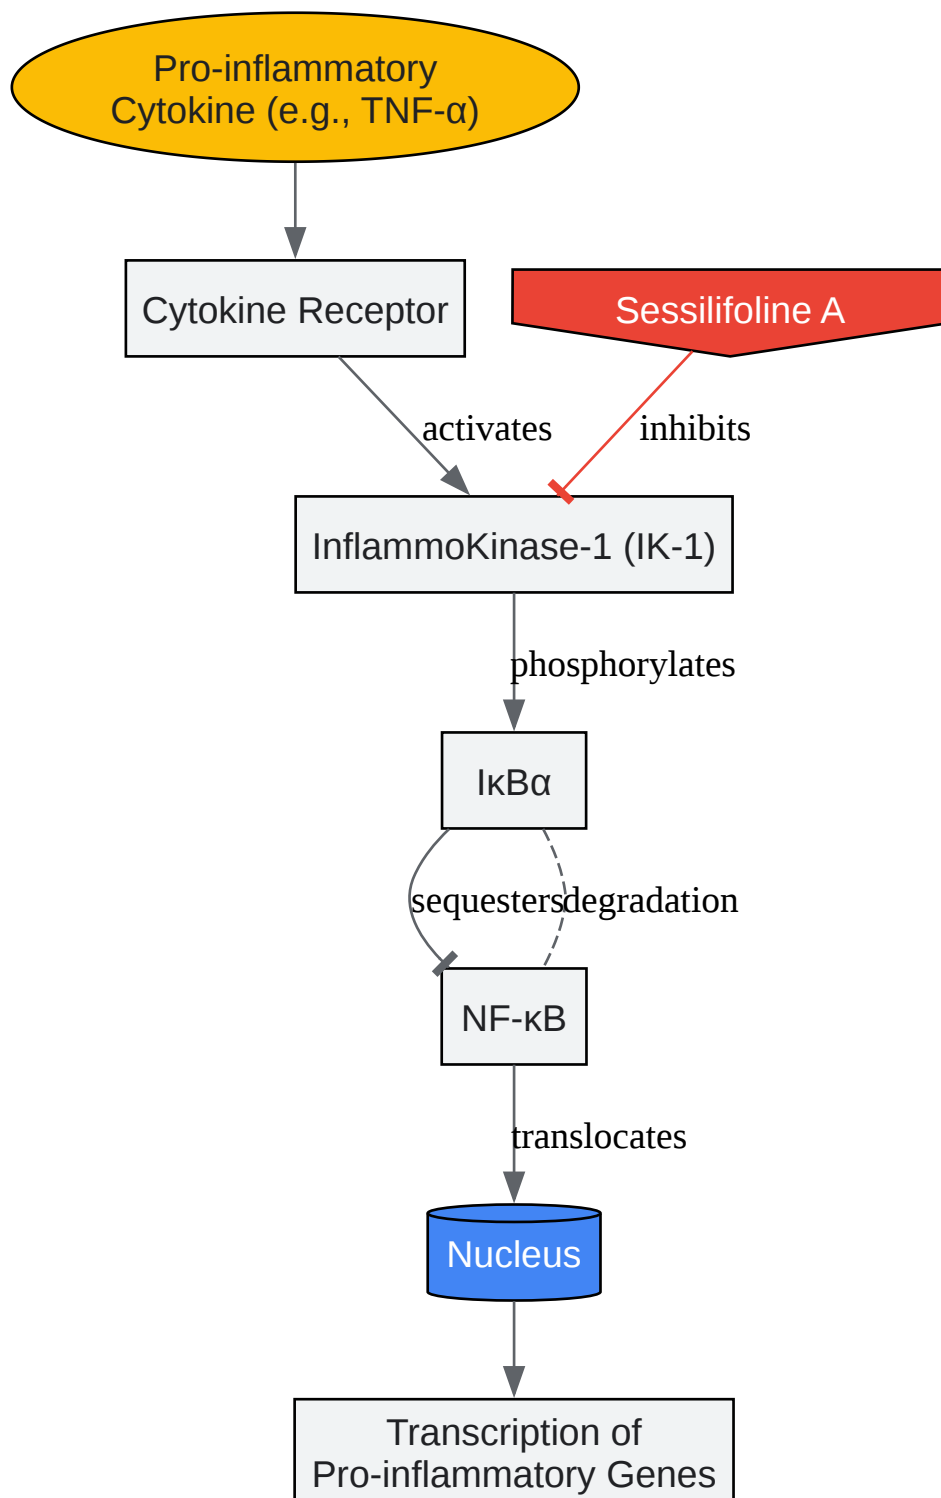 Pro-inflammatory
Cytokine (e.g., TNF-α)
Cytokine Receptor
Sessilifoline A
activates
inhibits
InflammoKinase-1 (IK-1)
phosphorylates
IκBα
sequesters
degradation
NF-κB
translocates
Nucleus
Transcription of
Pro-inflammatory Genes